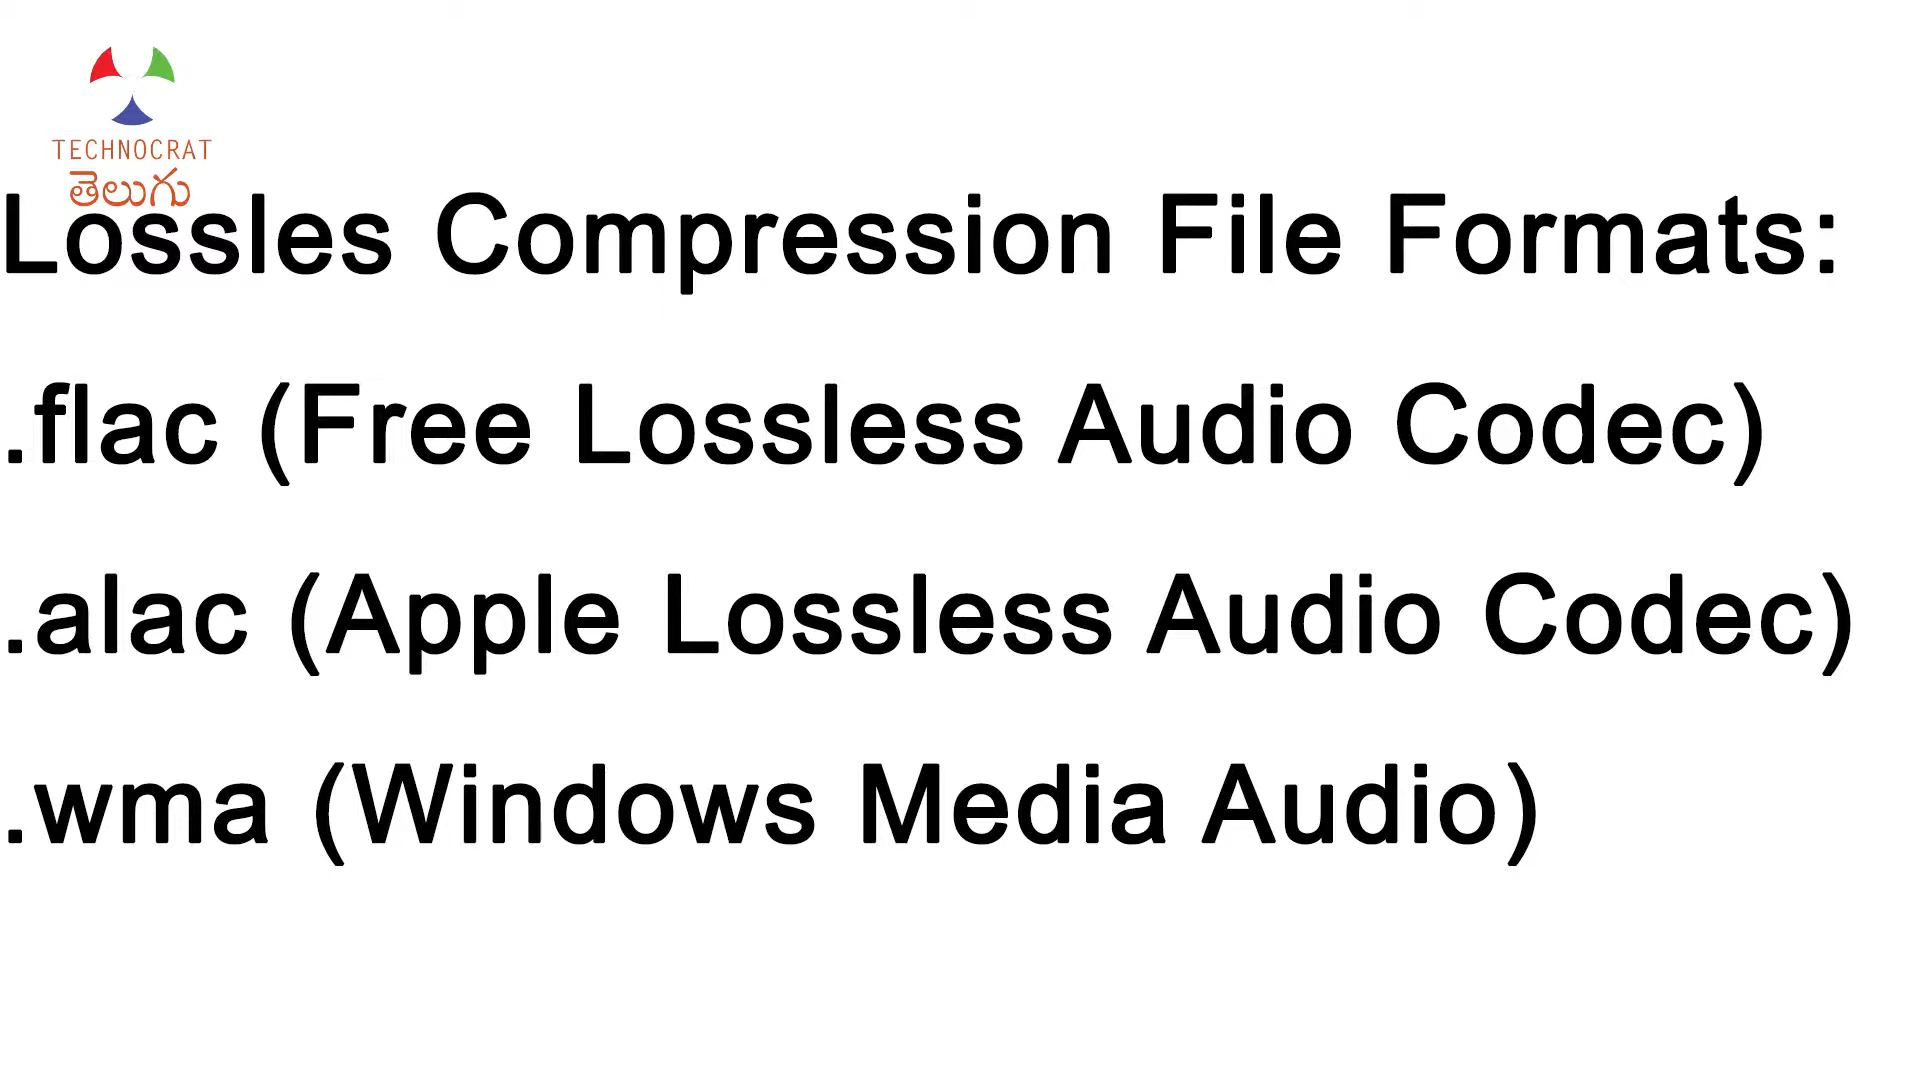 TECHNOCRAT
తెలుగు
Lossles Compression File Formats:
.flac (Free Lossless Audio Codec)
.alac (Apple Lossless Audio Codec)
.wma (Windows Media Audio)